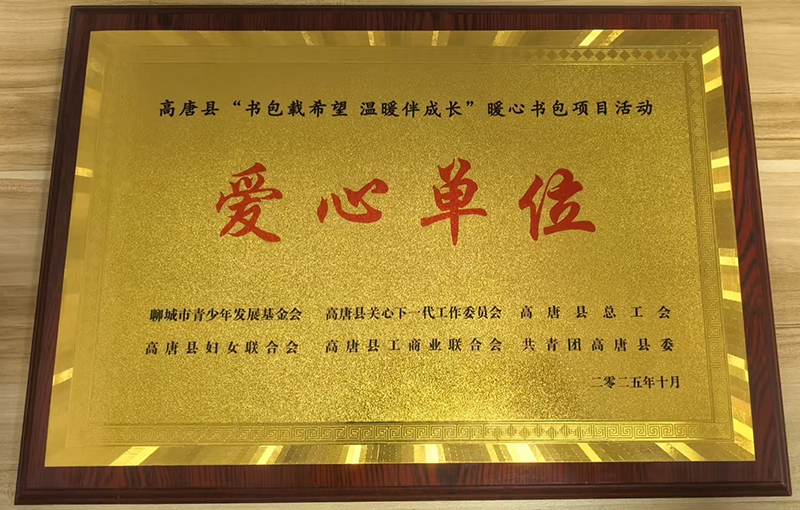 高唐县“书包载希望 温暖伴成长”暖心书包项目活动
爱心单位
聊城市青少年发展基金会 高唐县关心下一代工作委员会 高唐县总工会
高唐县妇女联合会 高唐县工商业联合会 共青团高唐县委
二零二五年十月